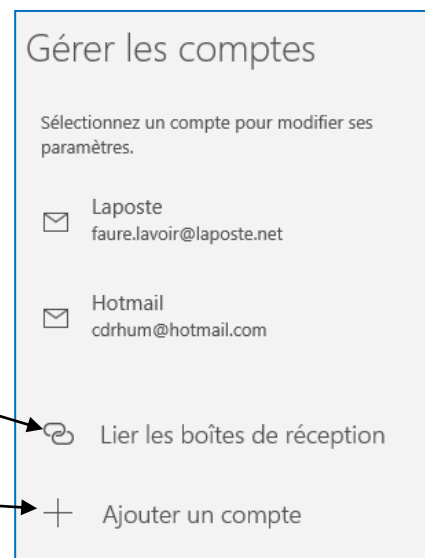 Gérer les comptes
Sélectionnez un compte pour modifier ses
paramètres.
Laposte
faure.lavoir@laposte.net
Hotmail
cdrhum@hotmail.com
Lier les boîtes de réception
Ajouter un compte